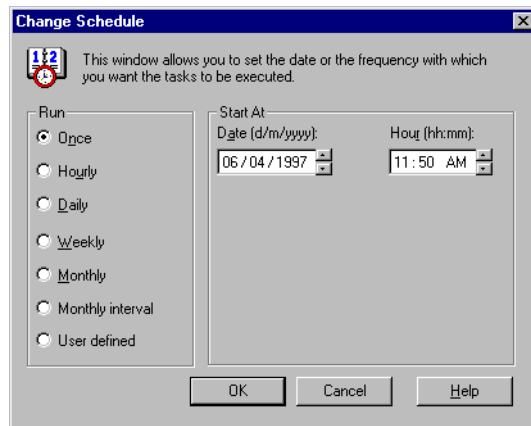 Change Schedule
This window allows you to set the date or the frequency with which
you want the tasks to be executed.
Run
Once
Hourly
Daily
Weekly
Monthly
Monthly interval
User defined
Start At
Date (d/m/yyyy):
Hour (hh:mm):
06/04/1997
11:50 AM
OK
Cancel
Help